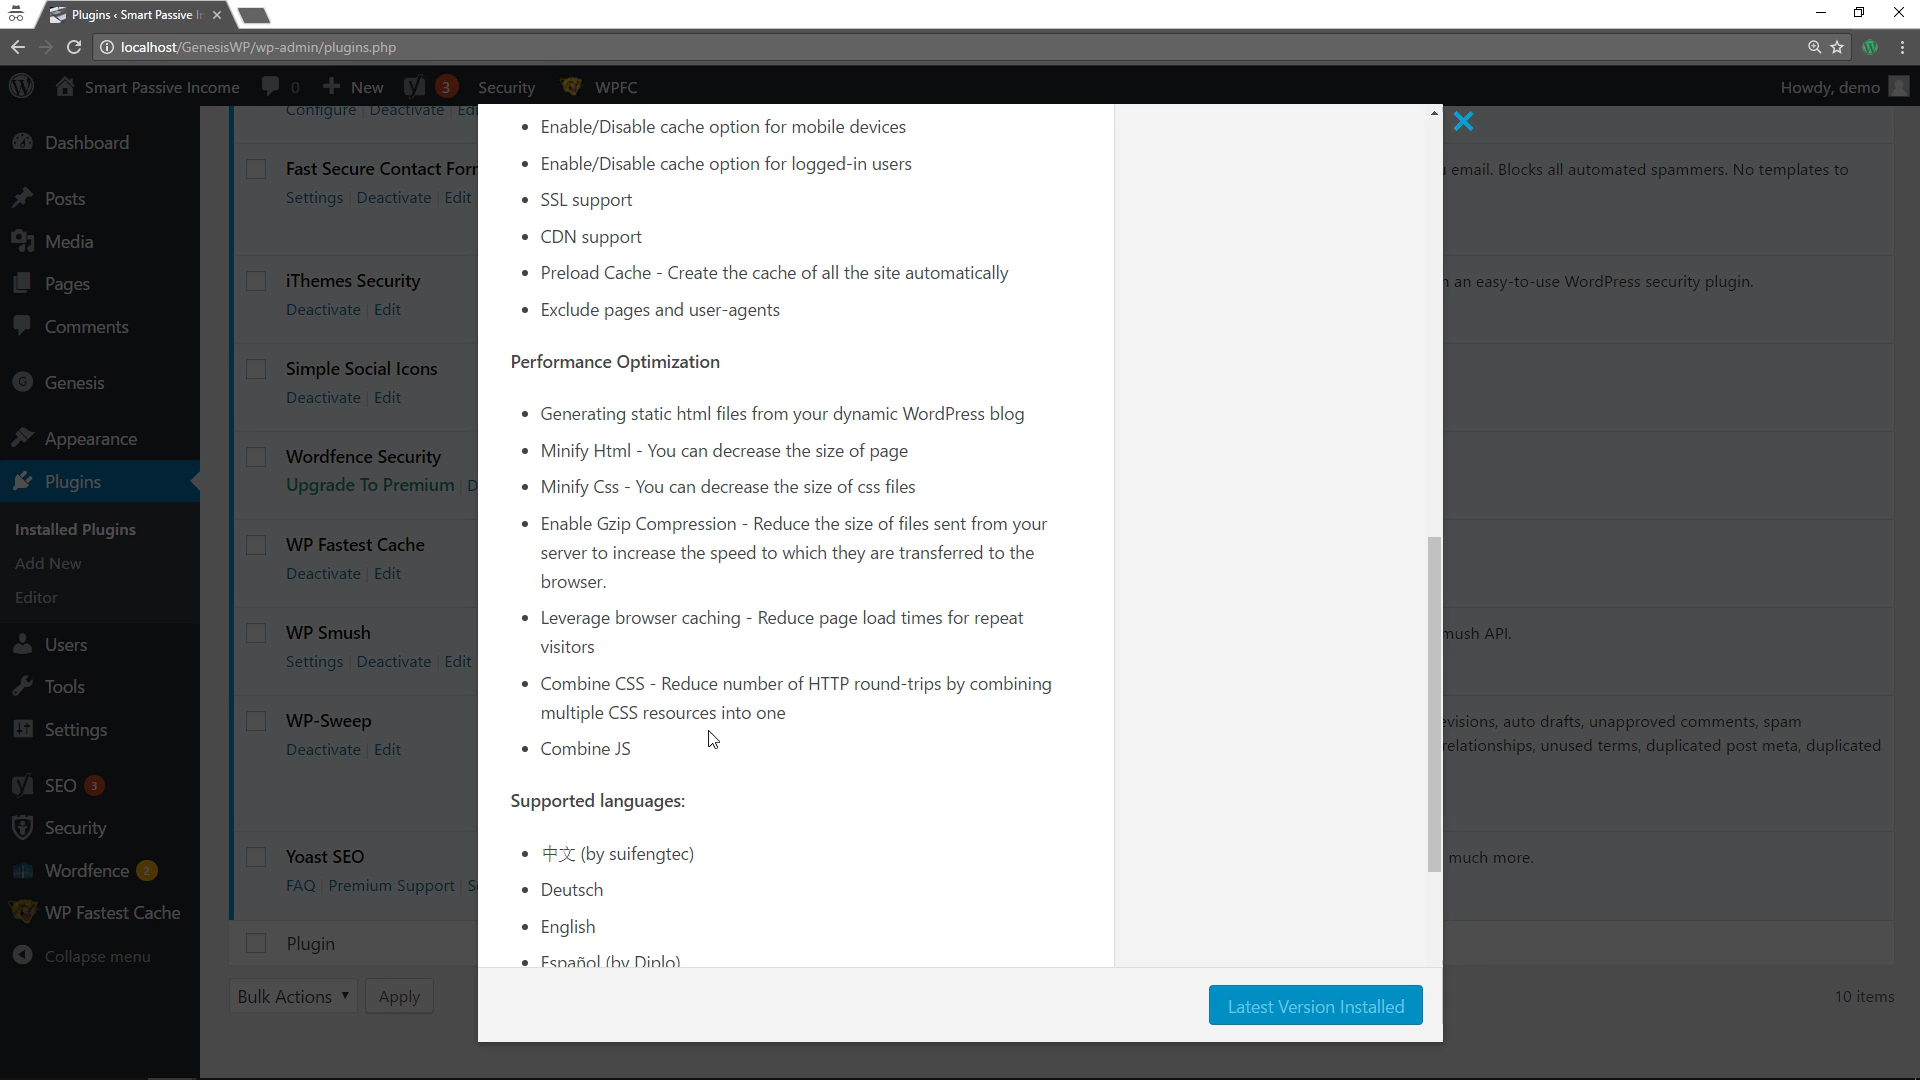 Plugins ‹ Smart Passive I
localhost/GenesisWP/wp-admin/plugins.php
Smart Passive Income
0
New
3
Security
WPFC
Howdy, demo
Dashboard
Posts
Media
Pages
Comments
Genesis
Appearance
Plugins
Installed Plugins
Add New
Editor
Users
Tools
Settings
SEO 3
Security
Wordfence 2
WP Fastest Cache
Collapse menu
Configure Deactivate Ed
Fast Secure Contact For
Settings Deactivate Edit
iThemes Security
Deactivate Edit
Simple Social Icons
Deactivate Edit
Wordfence Security
Upgrade To Premium D
WP Fastest Cache
Deactivate Edit
WP Smush
Settings Deactivate Edit
WP-Sweep
Deactivate Edit
Yoast SEO
FAQ Premium Support S
Plugin
Bulk Actions
Apply
Enable/Disable cache option for mobile devices
Enable/Disable cache option for logged-in users
SSL support
CDN support
Preload Cache - Create the cache of all the site automatically
Exclude pages and user-agents
Performance Optimization
Generating static html files from your dynamic WordPress blog
Minify Html - You can decrease the size of page
Minify Css - You can decrease the size of css files
Enable Gzip Compression - Reduce the size of files sent from your
server to increase the speed to which they are transferred to the
browser.
Leverage browser caching - Reduce page load times for repeat
visitors
Combine CSS - Reduce number of HTTP round-trips by combining
multiple CSS resources into one
Combine JS
Supported languages:
中文 (by suifengtec)
Deutsch
English
Español (by Diplo)
Latest Version Installed
email. Blocks all automated spammers. No templates to
an easy-to-use WordPress security plugin.
mush API.
evisions, auto drafts, unapproved comments, spam
relationships, unused terms, duplicated post meta, duplicated
much more.
10 items